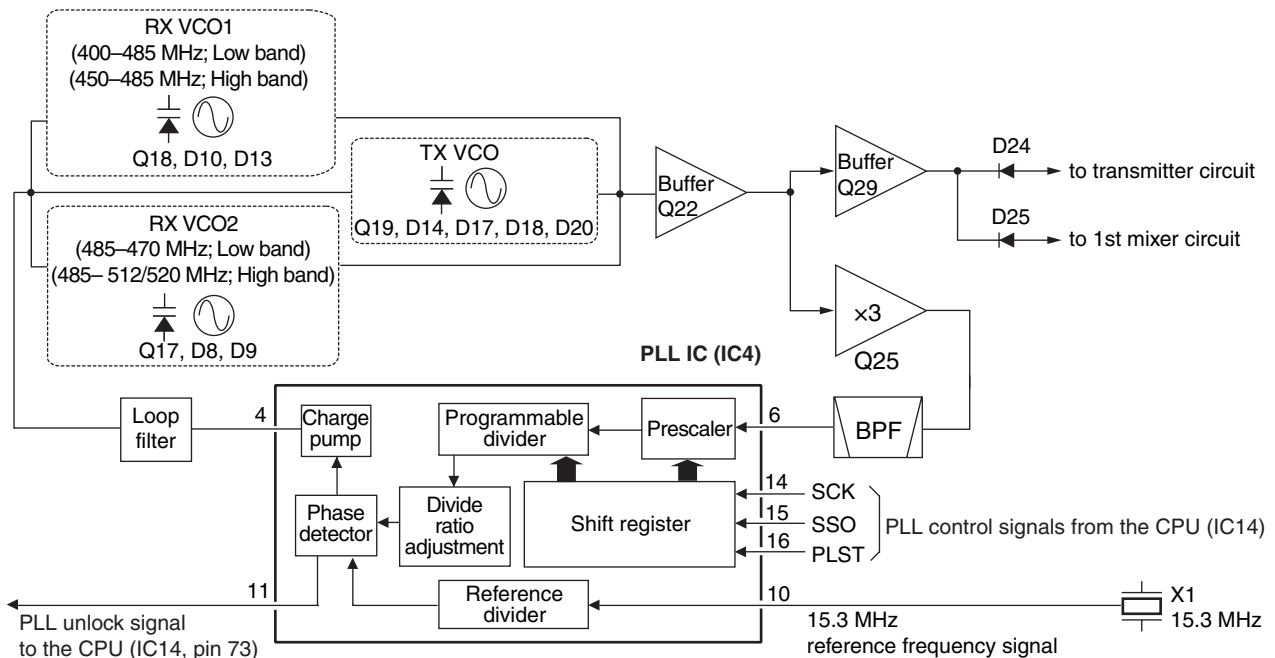 RX VCO1
(400–485 MHz; Low band)
(450–485 MHz; High band)
Q18, D10, D13
TX VCO
Q19, D14, D17, D18, D20
RX VCO2
(485–470 MHz; Low band)
(485– 512/520 MHz; High band)
Q17, D8, D9
Buffer
Q22
Buffer
Q29
D24
to transmitter circuit
D25
to 1st mixer circuit
×3
Q25
PLL IC (IC4)
Loop
filter
4
Charge
pump
Programmable
divider
Prescaler
6
BPF
Phase
detector
Divide
ratio
adjustment
Shift register
14
SCK
15
SSO
16
PLST
PLL control signals from the CPU (IC14)
11
PLL unlock signal
to the CPU (IC14, pin 73)
Reference
divider
10
15.3 MHz
reference frequency signal
X1
15.3 MHz